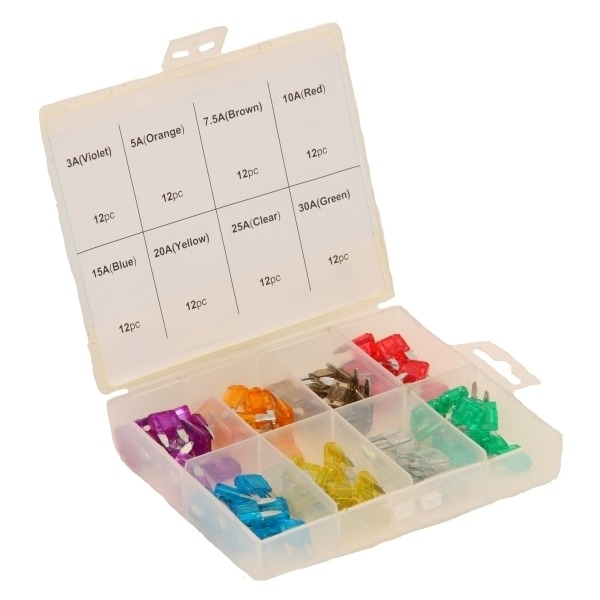 3A(Violet)
5A(Orange)
7.5A(Brown)
10A(Red)
12pc
12pc
12pc
12pc
15A(Blue)
20A(Yellow)
25A(Clear)
30A(Green)
12pc
12pc
12pc
12pc